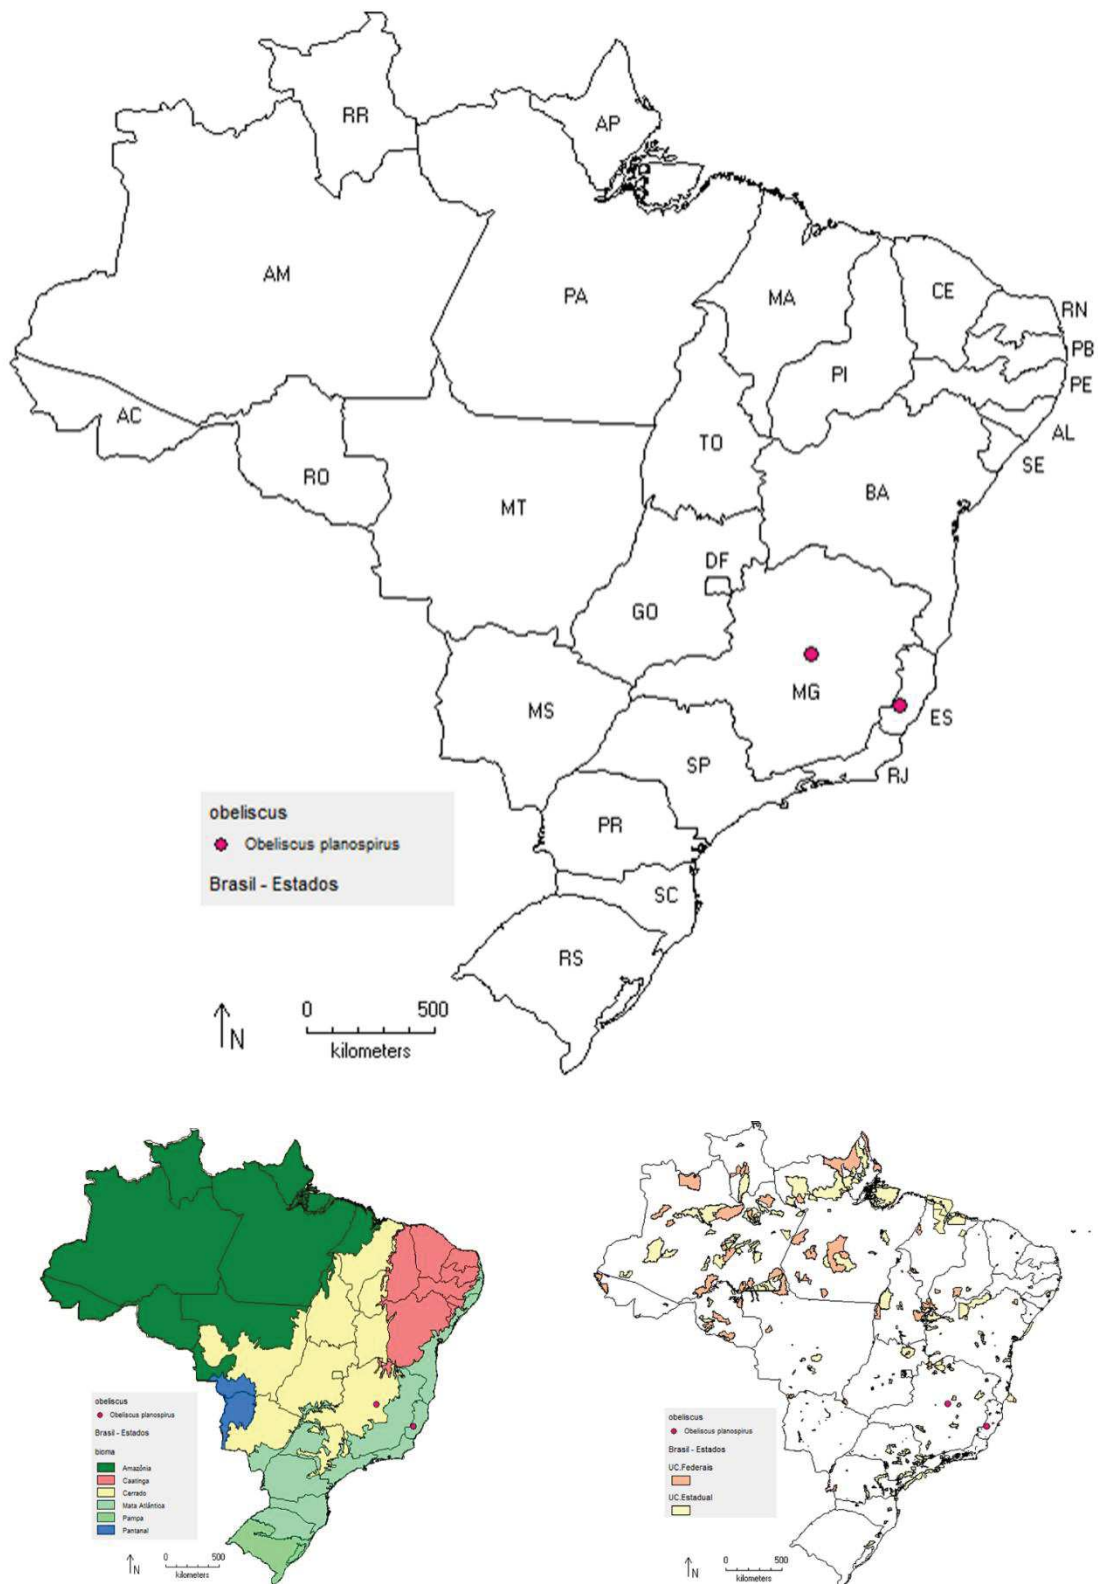 RR
AP
AM
PA
MA
CE
RN
PB
PI
PE
AC
TO
AL
SE
RO
BA
MT
DF
GO
MG
MS
ES
SP
RJ
obeliscus
Obeliscus planospirus
Brasil - Estados
PR
SC
RS
N
0 500
kilometers
obeliscus
Obeliscus planospirus
Brasil - Estados
bioma
Amazônia
Caatinga
Cerrado
Mata Atlântica
Pampa
Pantanal
N
0 500
kilometers
obeliscus
Obeliscus planospirus
Brasil - Estados
UC.Federais
UC.Estadual
N
0 500
kilometers